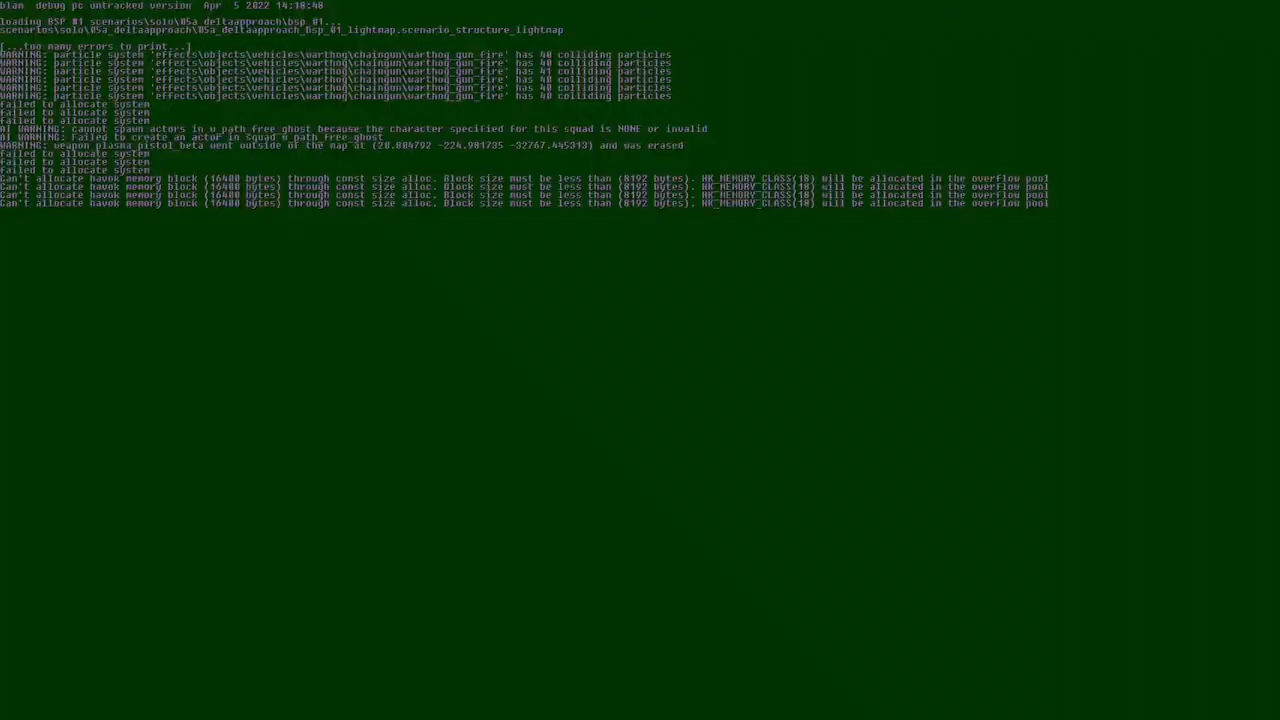 blam  debug pc untracked version  Apr  5 2022 14:18:48
loading BSP #1 scenarios\solo\05a_deltaapproach\bsp_01...
scenarios\solo\05a_deltaapproach\05a_deltaapproach_bsp_01_lightmap.scenario_structure_lightmap
[...too many errors to print...]
WARNING: particle system 'effects\objects\vehicles\warthog\chaingun\warthog_gun_fire' has 40 colliding particles
WARNING: particle system 'effects\objects\vehicles\warthog\chaingun\warthog_gun_fire' has 40 colliding particles
WARNING: particle system 'effects\objects\vehicles\warthog\chaingun\warthog_gun_fire' has 41 colliding particles
WARNING: particle system 'effects\objects\vehicles\warthog\chaingun\warthog_gun_fire' has 40 colliding particles
WARNING: particle system 'effects\objects\vehicles\warthog\chaingun\warthog_gun_fire' has 40 colliding particles
WARNING: particle system 'effects\objects\vehicles\warthog\chaingun\warthog_gun_fire' has 40 colliding particles
failed to allocate system
failed to allocate system
failed to allocate system
AI WARNING: cannot spawn actors in w_path_free_ghost because the character specified for this squad is NONE or invalid
AI WARNING: Failed to create an actor in squad w_path_free_ghost
WARNING: weapon plasma_pistol_beta went outside of the map at (20.804792 -224.981735 -32767.445313) and was erased
failed to allocate system
failed to allocate system
failed to allocate system
Can't allocate havok memory block (16400 bytes) through const size alloc. Block size must be less than (8192 bytes). HK_MEMORY_CLASS(18) will be allocated in the overflow pool
Can't allocate havok memory block (16400 bytes) through const size alloc. Block size must be less than (8192 bytes). HK_MEMORY_CLASS(18) will be allocated in the overflow pool
Can't allocate havok memory block (16400 bytes) through const size alloc. Block size must be less than (8192 bytes). HK_MEMORY_CLASS(18) will be allocated in the overflow pool
Can't allocate havok memory block (16400 bytes) through const size alloc. Block size must be less than (8192 bytes). HK_MEMORY_CLASS(18) will be allocated in the overflow pool